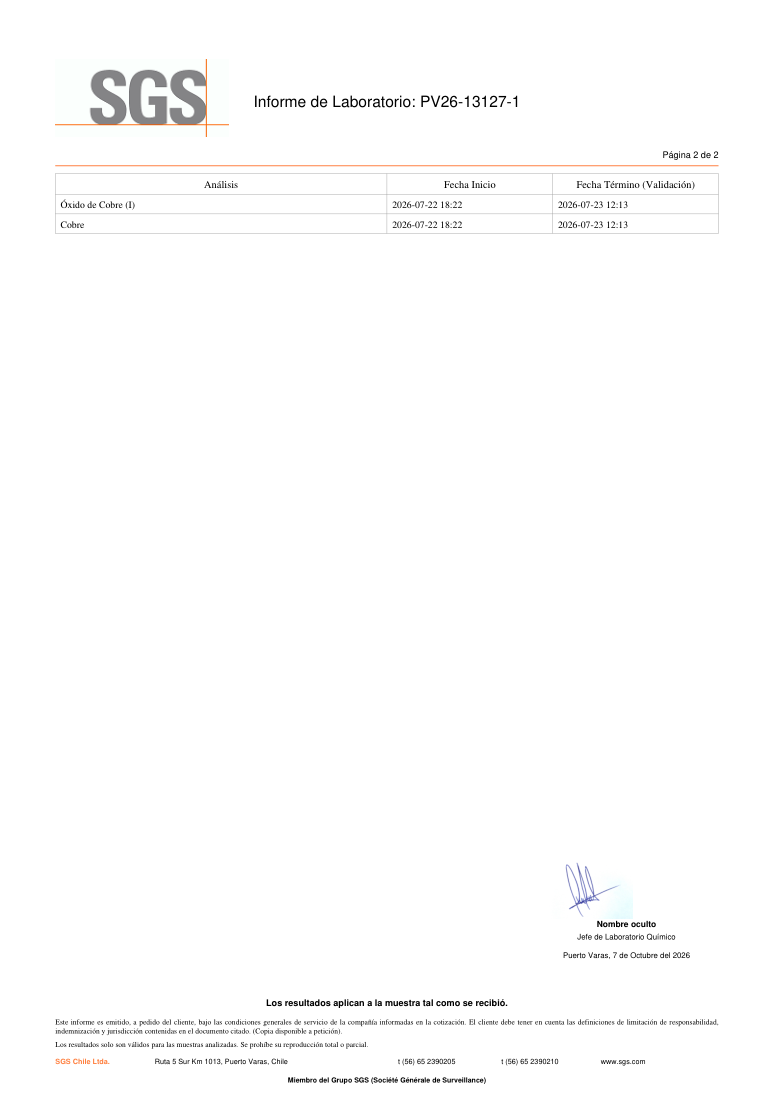 SGS
Informe de Laboratorio: PV26-13127-1
Página 2 de 2
Análisis Fecha Inicio Fecha Término (Validación)
Óxido de Cobre (I) 2026-07-22 18:22 2026-07-23 12:13
Cobre 2026-07-22 18:22 2026-07-23 12:13
Nombre oculto
Jefe de Laboratorio Químico
Puerto Varas, 7 de Octubre del 2026
Los resultados aplican a la muestra tal como se recibió.
Este informe es emitido, a pedido del cliente, bajo las condiciones generales de servicio de la compañía informadas en la cotización. El cliente debe tener en cuenta las definiciones de limitación de responsabilidad,
indemnización y jurisdicción contenidas en el documento citado. (Copia disponible a petición).
Los resultados solo son válidos para las muestras analizadas. Se prohíbe su reproducción total o parcial.
SGS Chile Ltda. Ruta 5 Sur Km 1013, Puerto Varas, Chile t (56) 65 2390205 t (56) 65 2390210 www.sgs.com
Miembro del Grupo SGS (Société Générale de Surveillance)